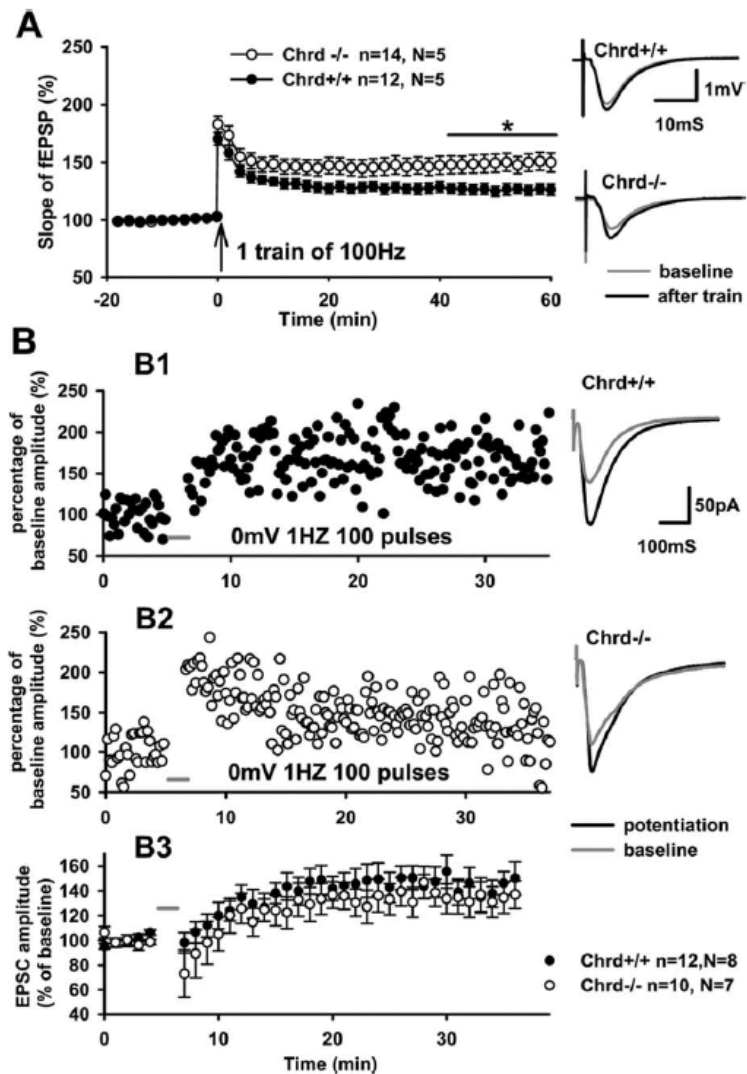 A
Chrd -/- n=14, N=5
Chrd+/+ n=12, N=5
Slope of fEPSP (%)
250
200
150
100
50
*
1 train of 100Hz
-20
0
20
40
60
Time (min)
Chrd+/+
1mV
10mS
Chrd-/-
baseline
after train
B
B1
percentage of
baseline amplitude (%)
250
200
150
100
50
0mV 1HZ 100 pulses
0
10
20
30
Chrd+/+
50pA
100mS
B2
percentage of
baseline amplitude (%)
250
200
150
100
50
0mV 1HZ 100 pulses
0
10
20
30
Chrd-/-
potentiation
baseline
B3
EPSC amplitude
(% of baseline)
160
140
120
100
80
60
40
0
10
20
30
Time (min)
Chrd+/+ n=12,N=8
Chrd-/- n=10, N=7